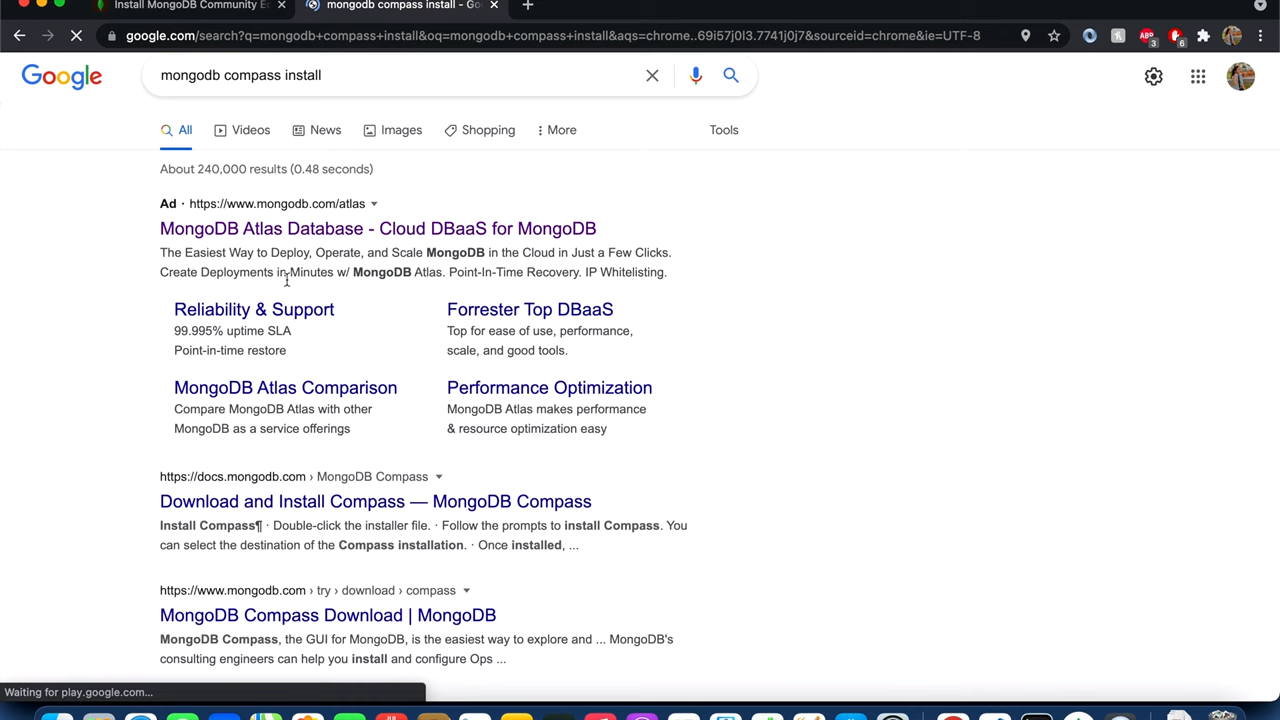 Install MongoDB Community E
mongodb compass install - Go
google.com/search?q=mongodb+compass+install&oq=mongodb+compass+install&aqs=chrome..69i57j0l3.7741j0j7&sourceid=chrome&ie=UTF-8
ABP
3
6
Google
mongodb compass install
All
Videos
News
Images
Shopping
More
Tools
About 240,000 results (0.48 seconds)
Ad · https://www.mongodb.com/atlas
MongoDB Atlas Database - Cloud DBaaS for MongoDB
The Easiest Way to Deploy, Operate, and Scale MongoDB in the Cloud in Just a Few Clicks.
Create Deployments in Minutes w/ MongoDB Atlas. Point-In-Time Recovery. IP Whitelisting.
Reliability & Support
99.995% uptime SLA
Point-in-time restore
Forrester Top DBaaS
Top for ease of use, performance,
scale, and good tools.
MongoDB Atlas Comparison
Compare MongoDB Atlas with other
MongoDB as a service offerings
Performance Optimization
MongoDB Atlas makes performance
& resource optimization easy
https://docs.mongodb.com › MongoDB Compass
Download and Install Compass — MongoDB Compass
Install Compass¶ · Double-click the installer file. · Follow the prompts to install Compass. You
can select the destination of the Compass installation. · Once installed, ...
https://www.mongodb.com › try › download › compass
MongoDB Compass Download | MongoDB
MongoDB Compass, the GUI for MongoDB, is the easiest way to explore and ... MongoDB's
consulting engineers can help you install and configure Ops ...
Waiting for play.google.com...